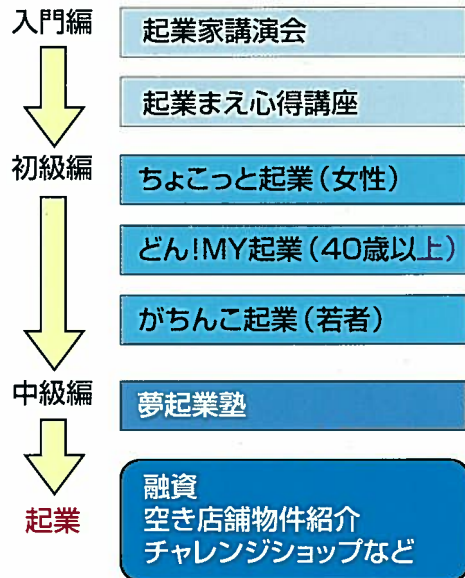 入門編
起業家講演会
起業まえ心得講座
初級編
ちょこっと起業(女性)
どん!MY起業(40歳以上)
がちんこ起業(若者)
中級編
夢起業塾
起業
融資
空き店舗物件紹介
チャレンジショップなど